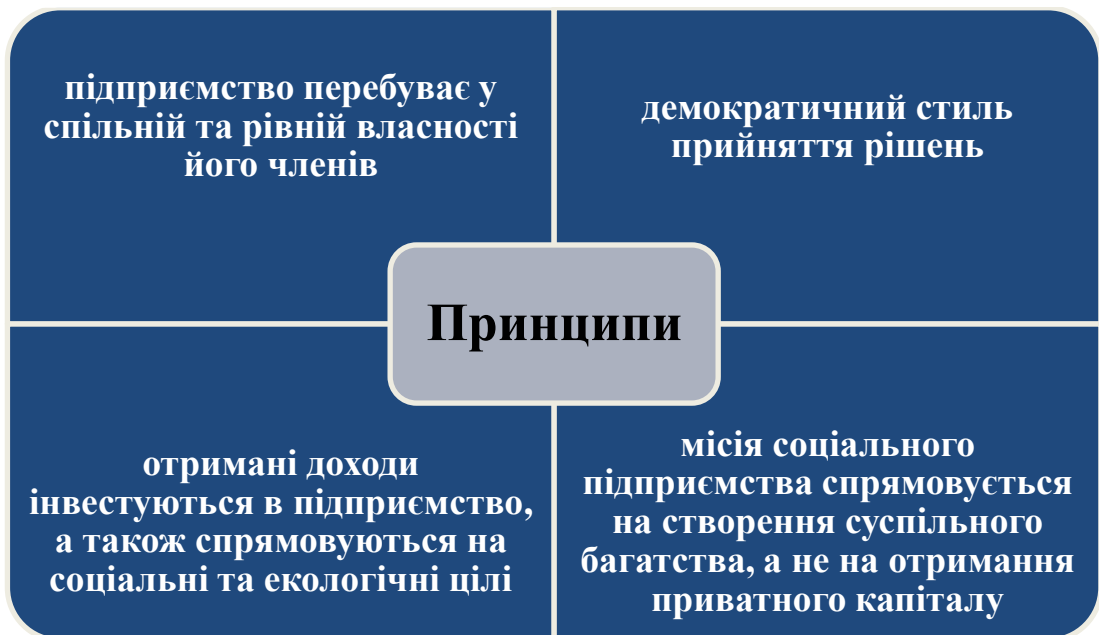 підприємство перебуває у
спільній та рівній власності
його членів
демократичний стиль
прийняття рішень
Принципи
отримані доходи
інвестуються в підприємство,
а також спрямовуються на
соціальні та екологічні цілі
місія соціального
підприємства спрямовується
на створення суспільного
багатства, а не на отримання
приватного капіталу